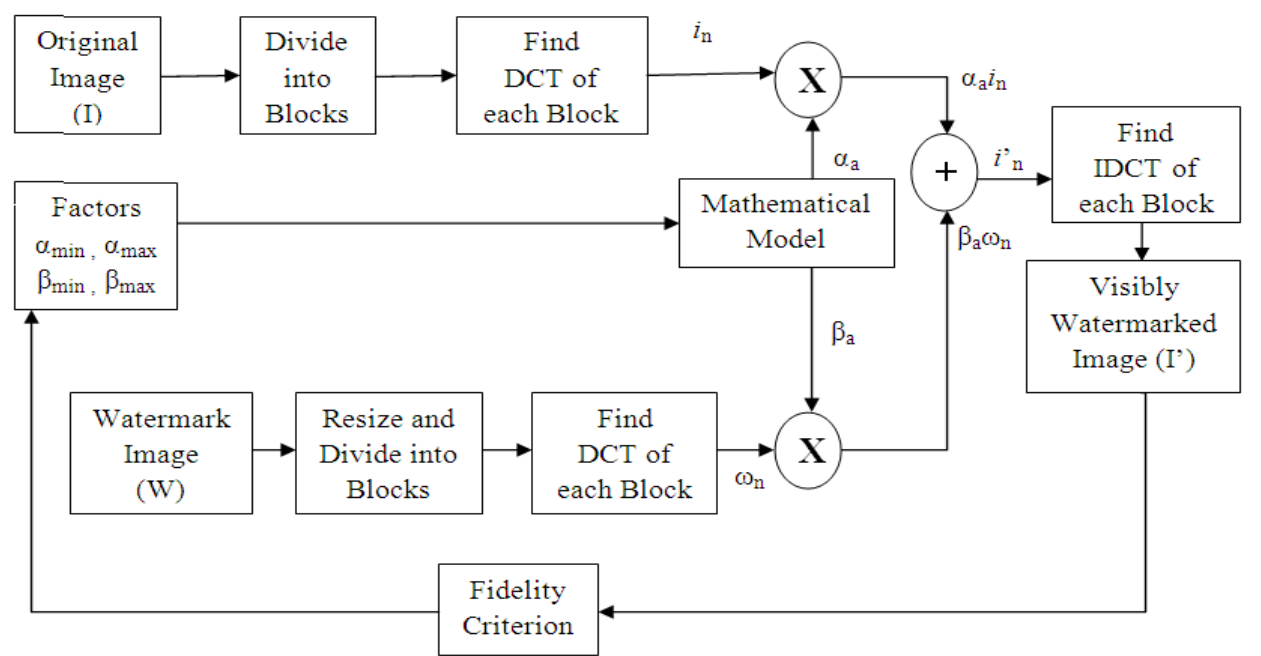 Original
Image
(I)
Divide
into
Blocks
Find
DCT of
each Block
iₙ
X
αₐiₙ
αₐ
+
i’ₙ
Find
IDCT of
each Block
Factors
αmin , αmax
βmin , βmax
Mathematical
Model
βₐωₙ
βₐ
Visibly
Watermarked
Image (I’)
Watermark
Image
(W)
Resize and
Divide into
Blocks
Find
DCT of
each Block
ωₙ
X
Fidelity
Criterion